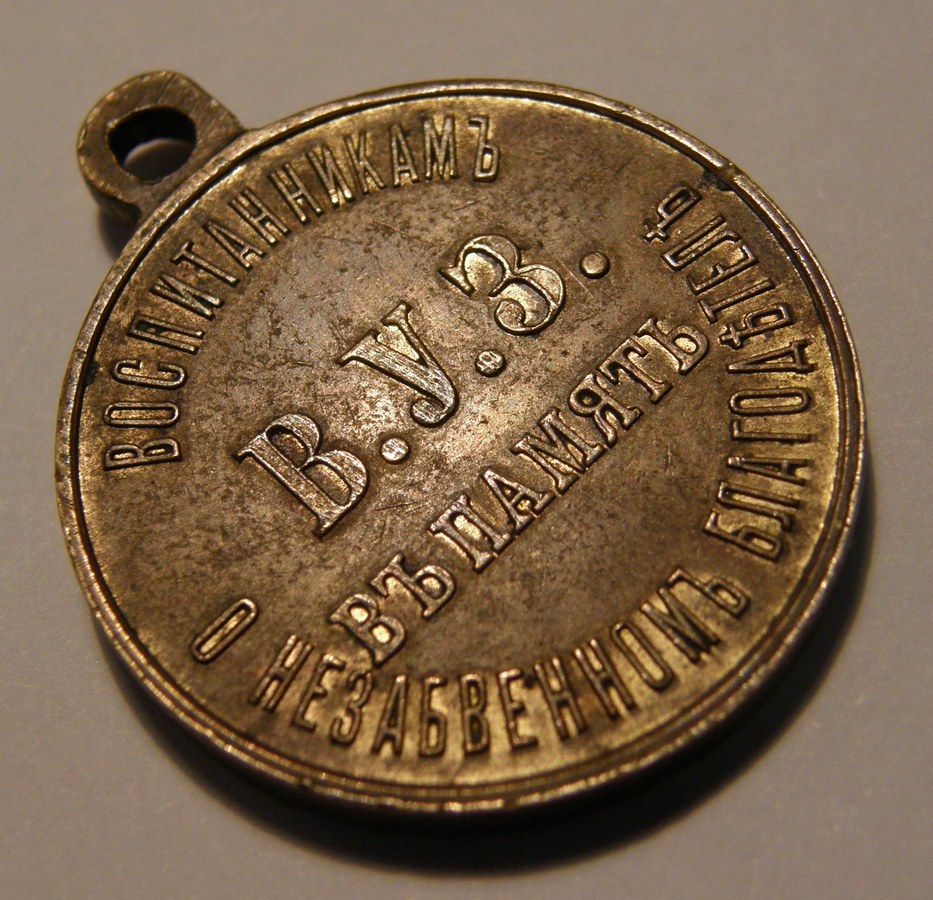 ВОСПИТАННИКАМЪ
В.У.З.
ВЪ ПАМЯТЬ
О НЕЗАБВЕННОМЪ БЛАГОДѢТЕЛѢ